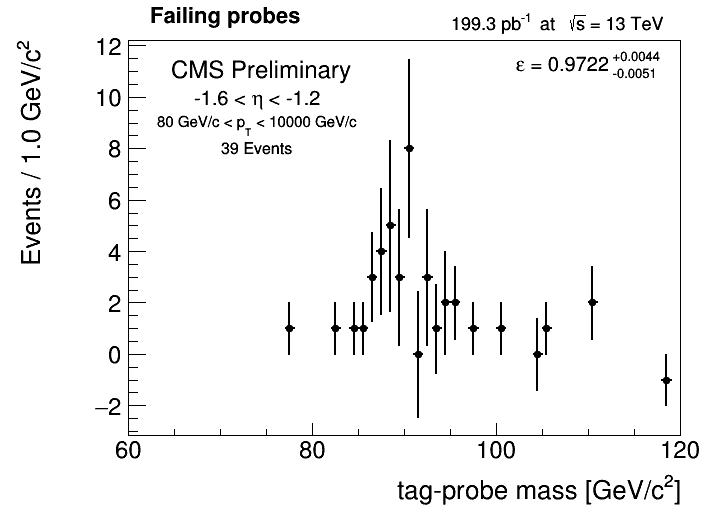 Failing probes
199.3 pb⁻¹ at √s = 13 TeV
Events / 1.0 GeV/c²
CMS Preliminary
-1.6 < η < -1.2
80 GeV/c < p_T < 10000 GeV/c
39 Events
ε = 0.9722 +0.0044 -0.0051
12
10
8
6
4
2
0
−2
60 80 100 120
tag-probe mass [GeV/c²]